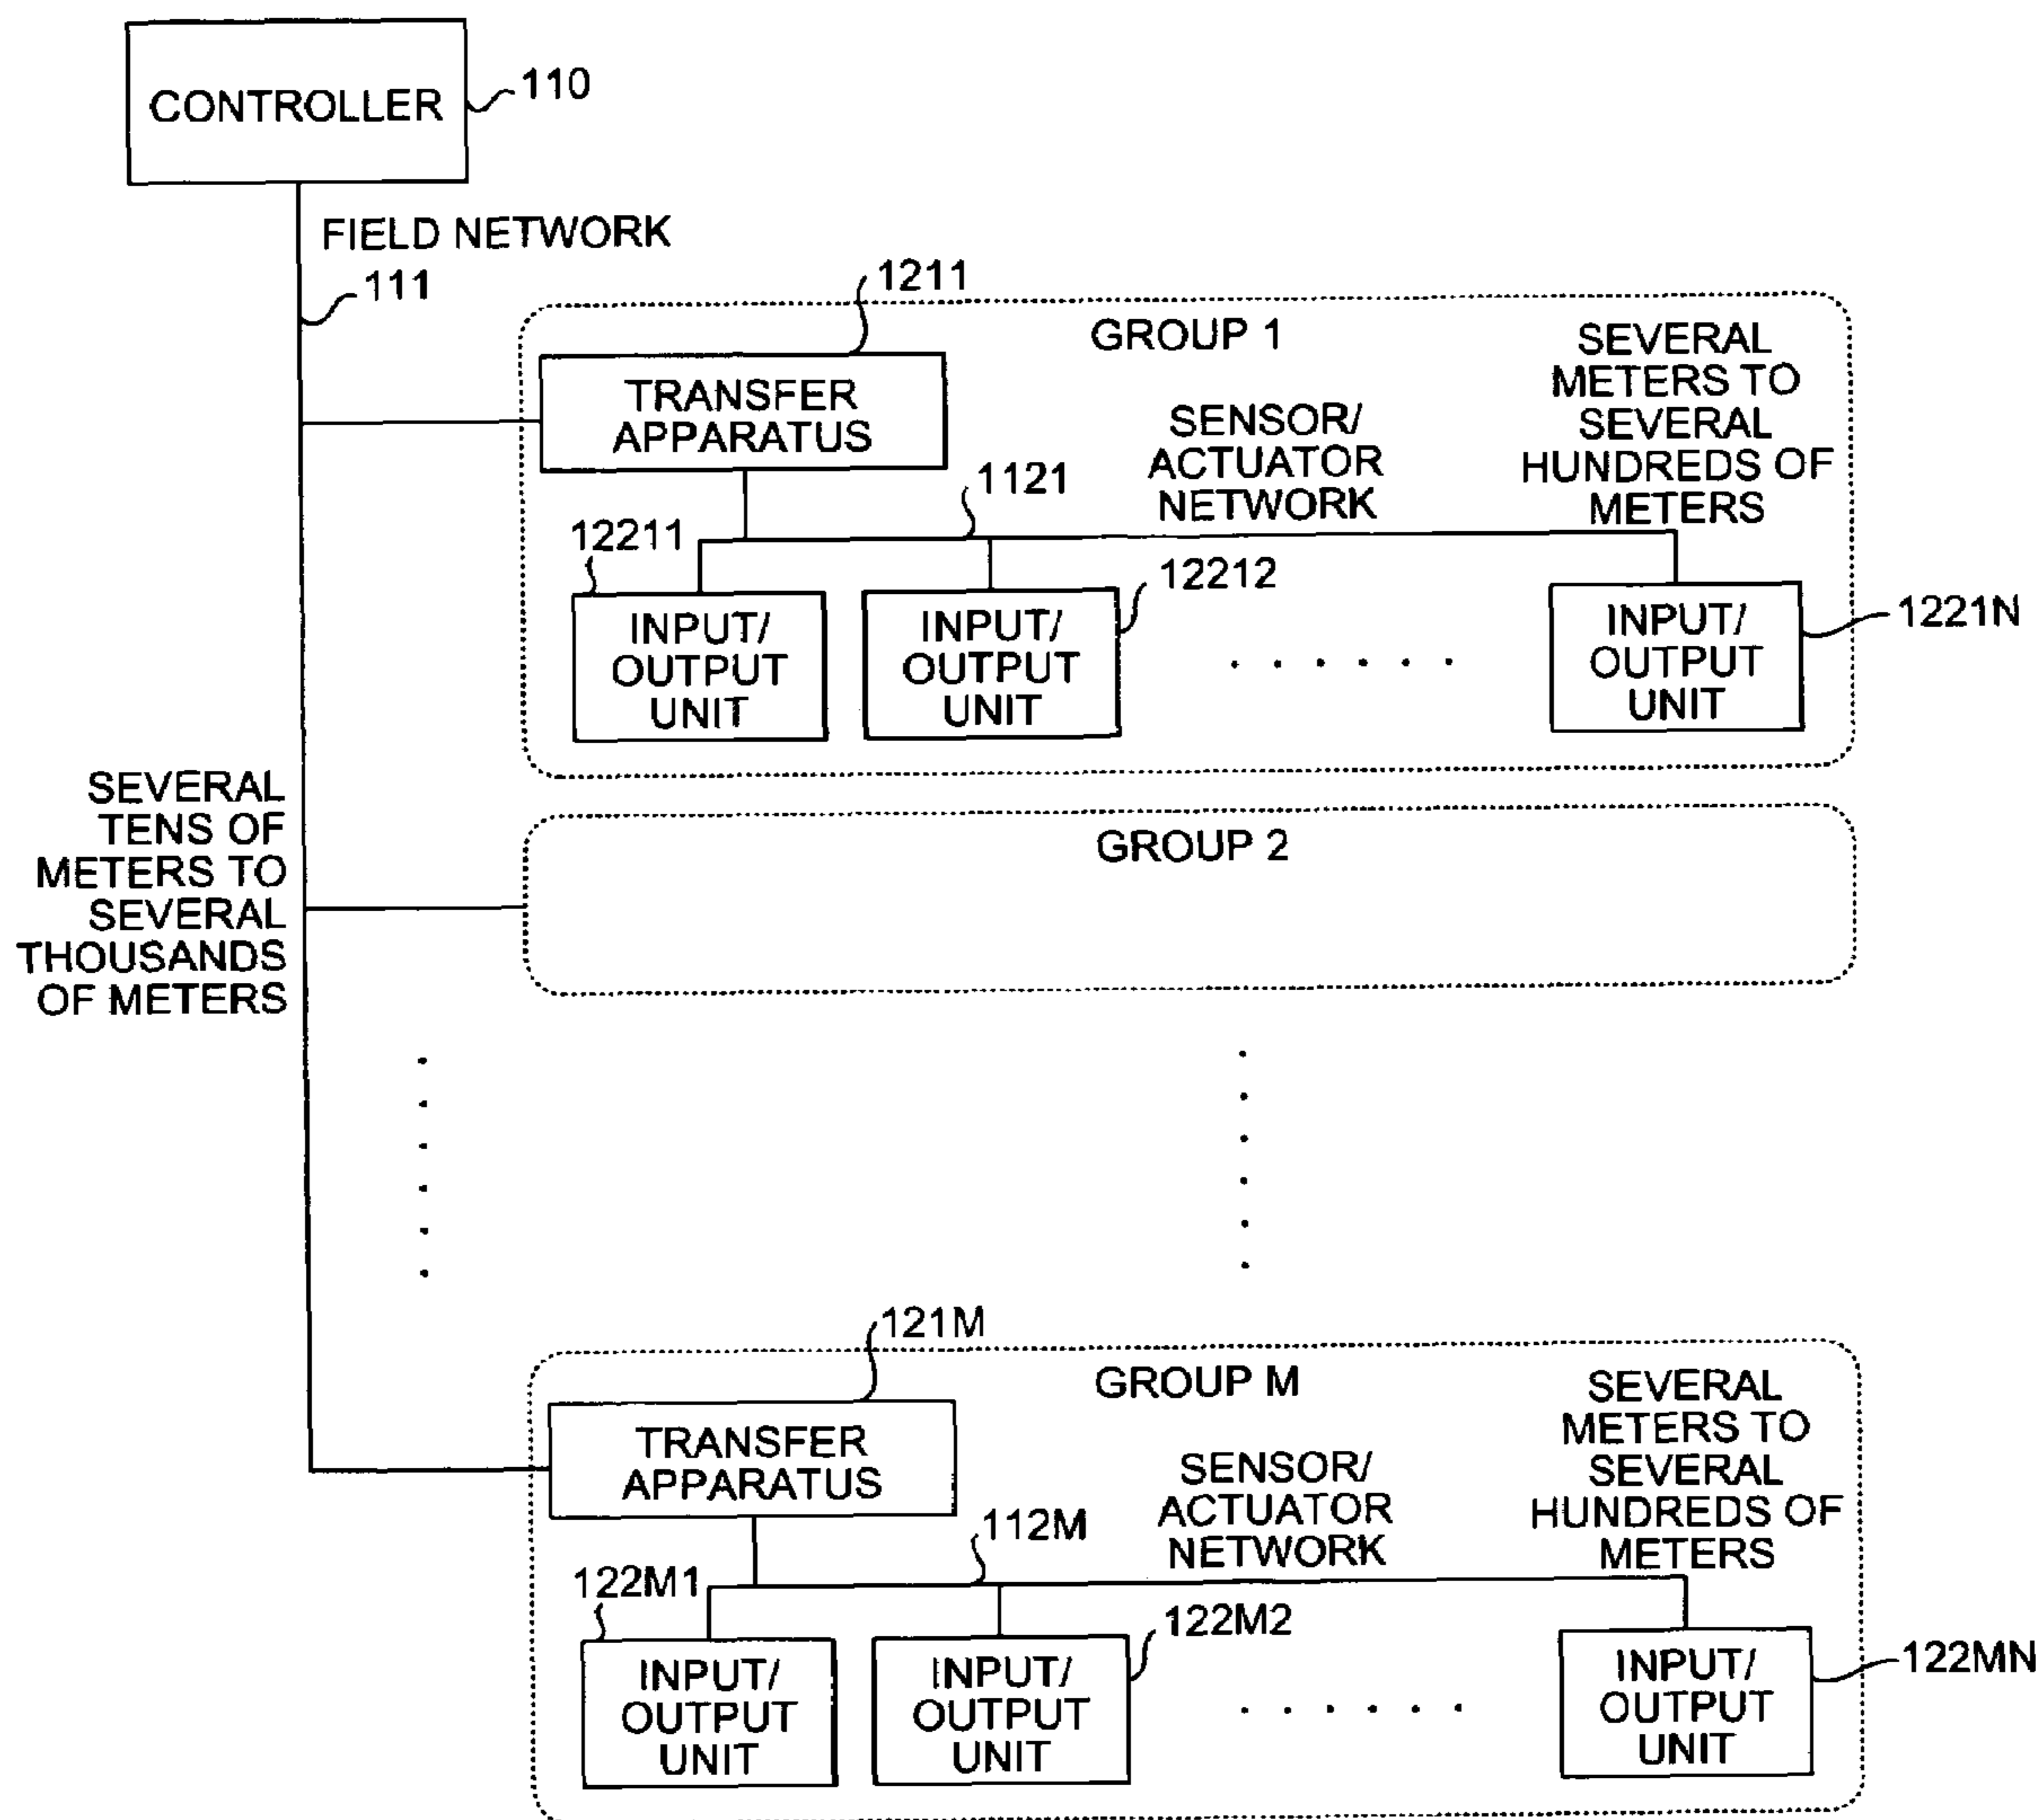 CONTROLLER
110
FIELD NETWORK
111
1211
GROUP 1
TRANSFER
APPARATUS
SENSOR/
ACTUATOR
NETWORK
SEVERAL
METERS TO
SEVERAL
HUNDREDS OF
METERS
1121
12211
INPUT/
OUTPUT
UNIT
12212
INPUT/
OUTPUT
UNIT
1221N
INPUT/
OUTPUT
UNIT
SEVERAL
TENS OF
METERS TO
SEVERAL
THOUSANDS
OF METERS
GROUP 2
121M
GROUP M
TRANSFER
APPARATUS
SENSOR/
ACTUATOR
NETWORK
SEVERAL
METERS TO
SEVERAL
HUNDREDS OF
METERS
112M
122M1
INPUT/
OUTPUT
UNIT
122M2
INPUT/
OUTPUT
UNIT
122MN
INPUT/
OUTPUT
UNIT